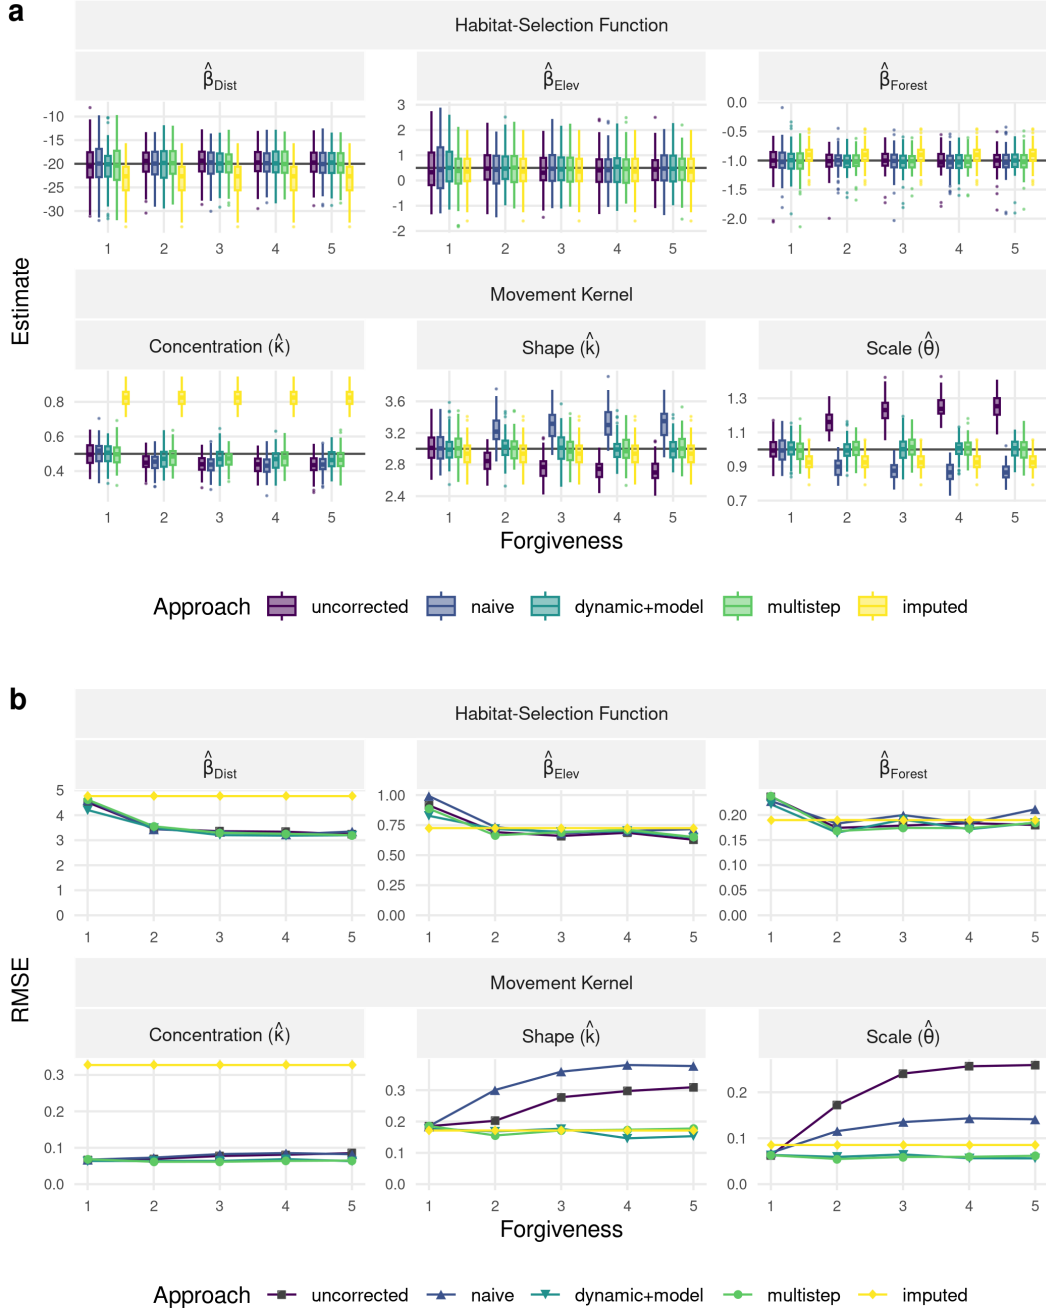 a
Habitat-Selection Function
β̂Dist β̂Elev β̂Forest
-10 -15 -20 -25 -30
3 2 1 0 -1 -2
0.0 -0.5 -1.0 -1.5 -2.0
1 2 3 4 5 1 2 3 4 5 1 2 3 4 5
Movement Kernel
Concentration (κ̂) Shape (k̂) Scale (θ̂)
0.8 0.6 0.4
3.6 3.2 2.8 2.4
1.3 1.1 0.9 0.7
1 2 3 4 5 1 2 3 4 5 1 2 3 4 5
Estimate
Forgiveness
Approach uncorrected naive dynamic+model multistep imputed
b
Habitat-Selection Function
β̂Dist β̂Elev β̂Forest
5 4 3 2 1 0
1.00 0.75 0.50 0.25 0.00
0.20 0.15 0.10 0.05 0.00
1 2 3 4 5 1 2 3 4 5 1 2 3 4 5
Movement Kernel
Concentration (κ̂) Shape (k̂) Scale (θ̂)
0.3 0.2 0.1 0.0
0.3 0.2 0.1 0.0
0.2 0.1 0.0
1 2 3 4 5 1 2 3 4 5 1 2 3 4 5
RMSE
Forgiveness
Approach uncorrected naive dynamic+model multistep imputed